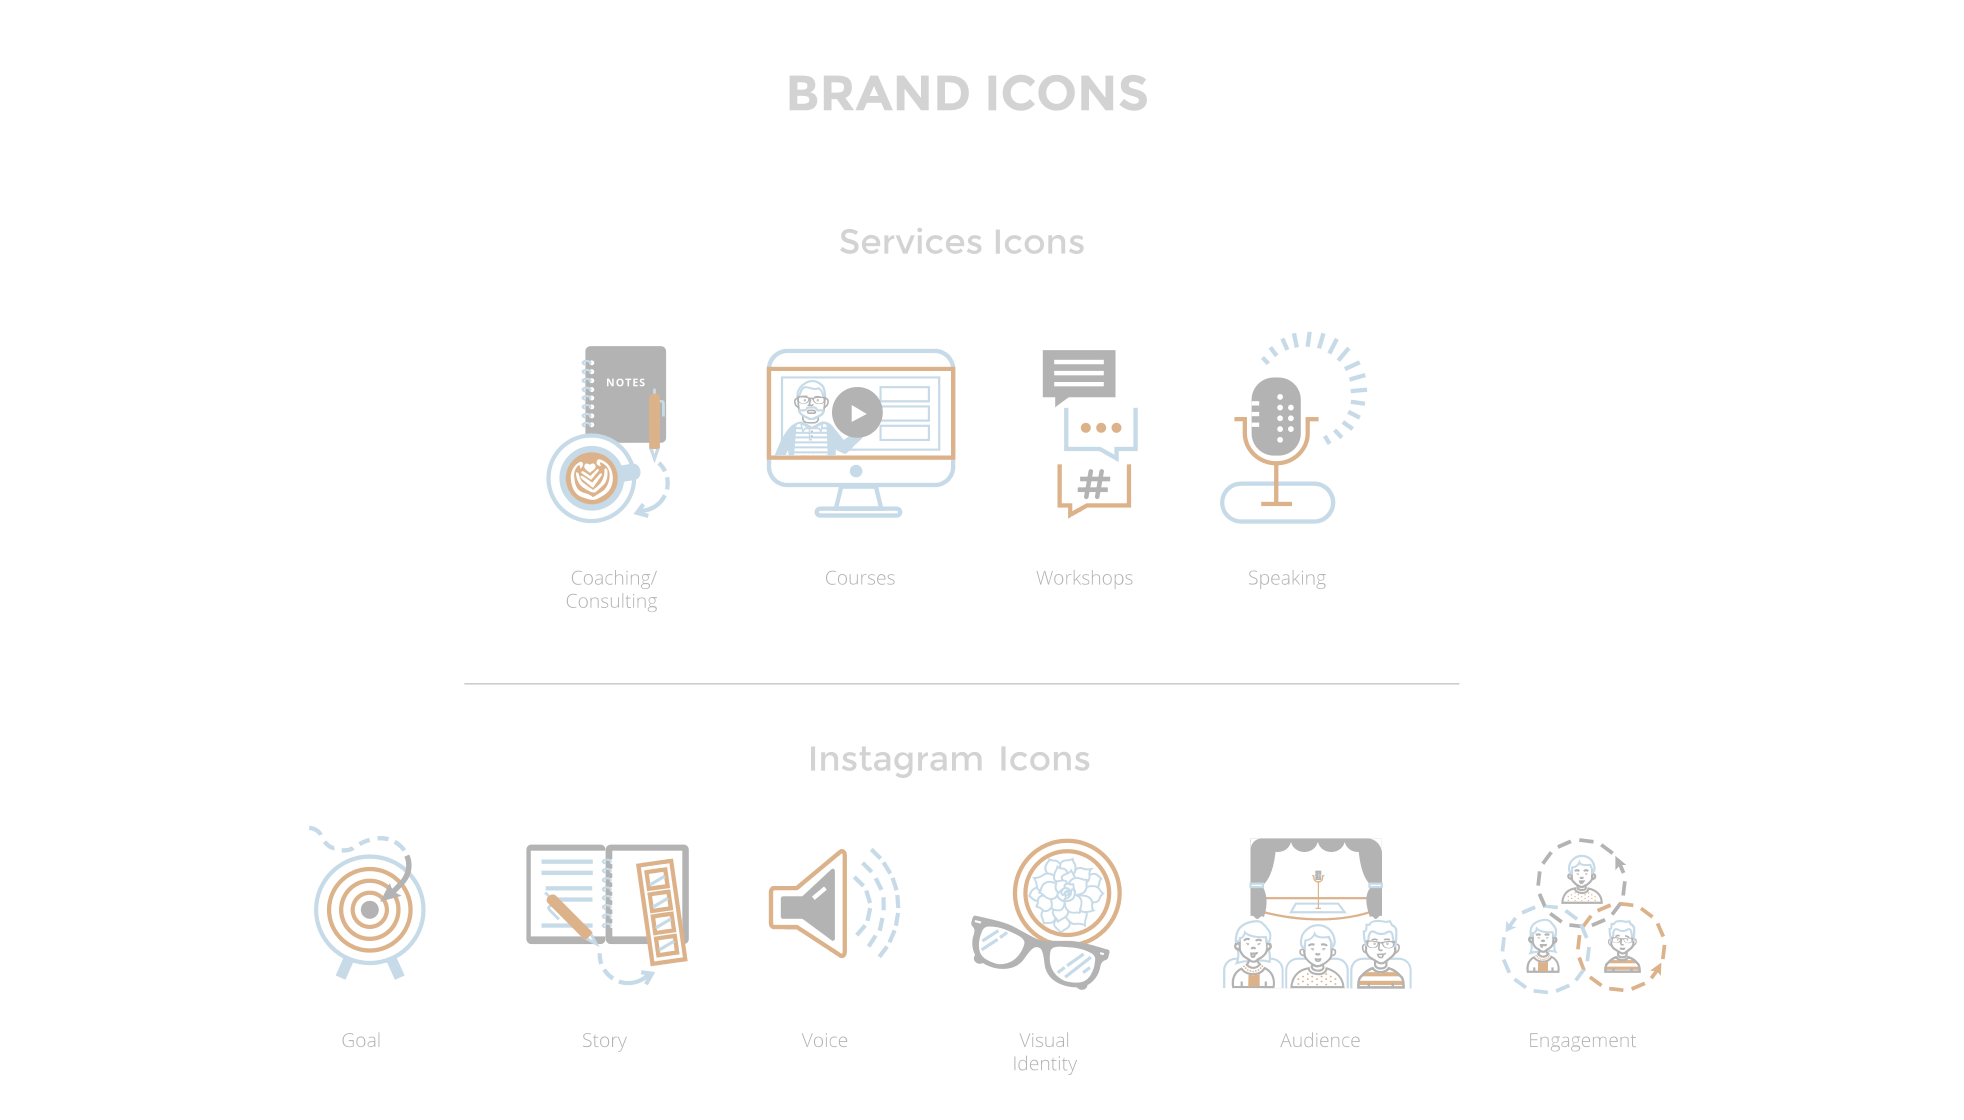 BRAND ICONS
Services Icons
NOTES
#
Coaching/
Consulting
Courses
Workshops
Speaking
Instagram Icons
Goal
Story
Voice
Visual
Identity
Audience
Engagement